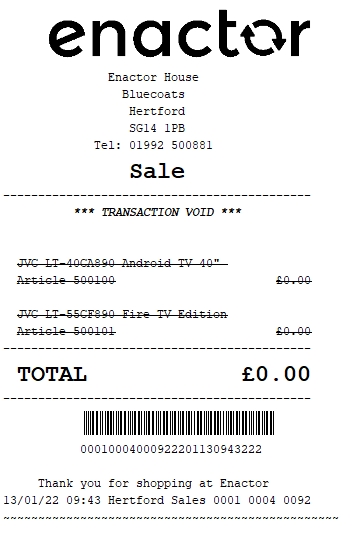 enactor
Enactor House
Bluecoats
Hertford
SG14 1PB
Tel: 01992 500881
Sale
*** TRANSACTION VOID ***
JVC LT-40CA890 Android TV 40"
Article 500100 £0.00
JVC LT-55CF890 Fire TV Edition
Article 500101 £0.00
TOTAL £0.00
00010004000922201130943222
Thank you for shopping at Enactor
13/01/22 09:43 Hertford Sales 0001 0004 0092